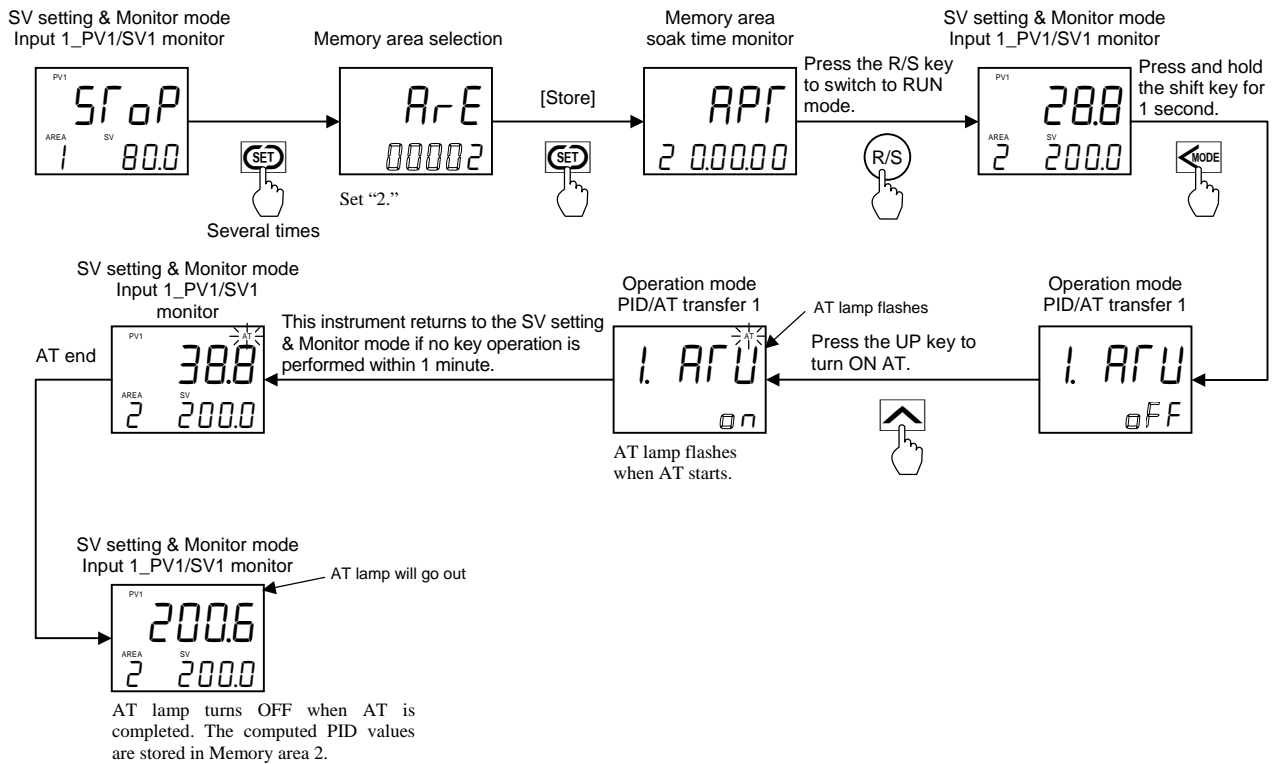 SV setting & Monitor mode
Input 1_PV1/SV1 monitor
PV1
SToP
AREA
SV
1
80.0
SET
Several times
Memory area selection
ArE
00002
Set “2.”
[Store]
SET
Memory area
soak time monitor
APT
2 0.00.00
Press the R/S key
to switch to RUN
mode.
R/S
SV setting & Monitor mode
Input 1_PV1/SV1 monitor
PV1
28.8
AREA
SV
2
200.0
Press and hold
the shift key for
1 second.
MODE
Operation mode
PID/AT transfer 1
1. ATU
oFF
Press the UP key to
turn ON AT.
Operation mode
PID/AT transfer 1
AT lamp flashes
AT
1. ATU
on
AT lamp flashes
when AT starts.
This instrument returns to the SV setting
& Monitor mode if no key operation is
performed within 1 minute.
SV setting & Monitor mode
Input 1_PV1/SV1
monitor
PV1
AT
38.8
AREA
SV
2
200.0
AT end
SV setting & Monitor mode
Input 1_PV1/SV1 monitor
AT lamp will go out
PV1
200.6
AREA
SV
2
200.0
AT lamp turns OFF when AT is
completed. The computed PID values
are stored in Memory area 2.